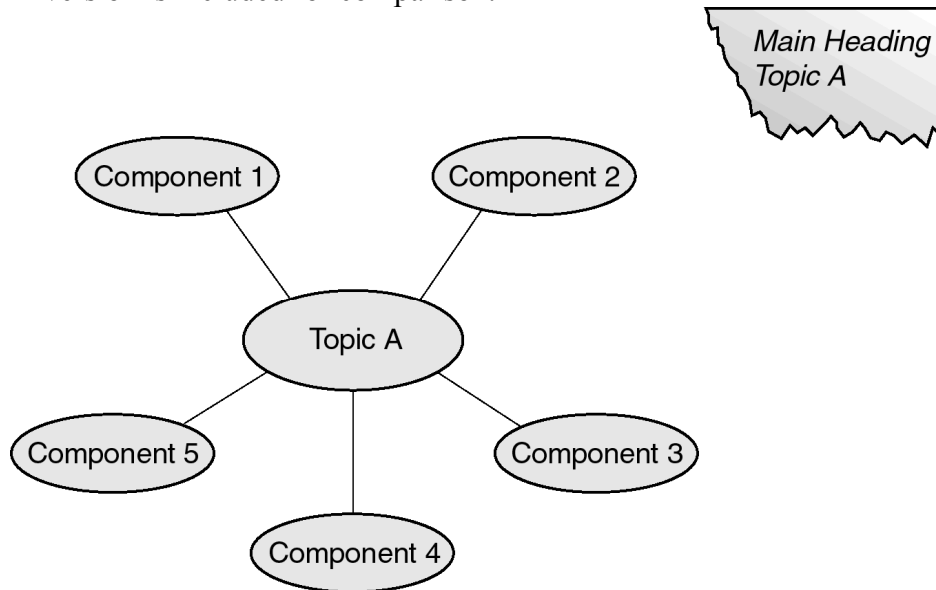 Main Heading
Topic A
Component 1
Component 2
Topic A
Component 5
Component 3
Component 4